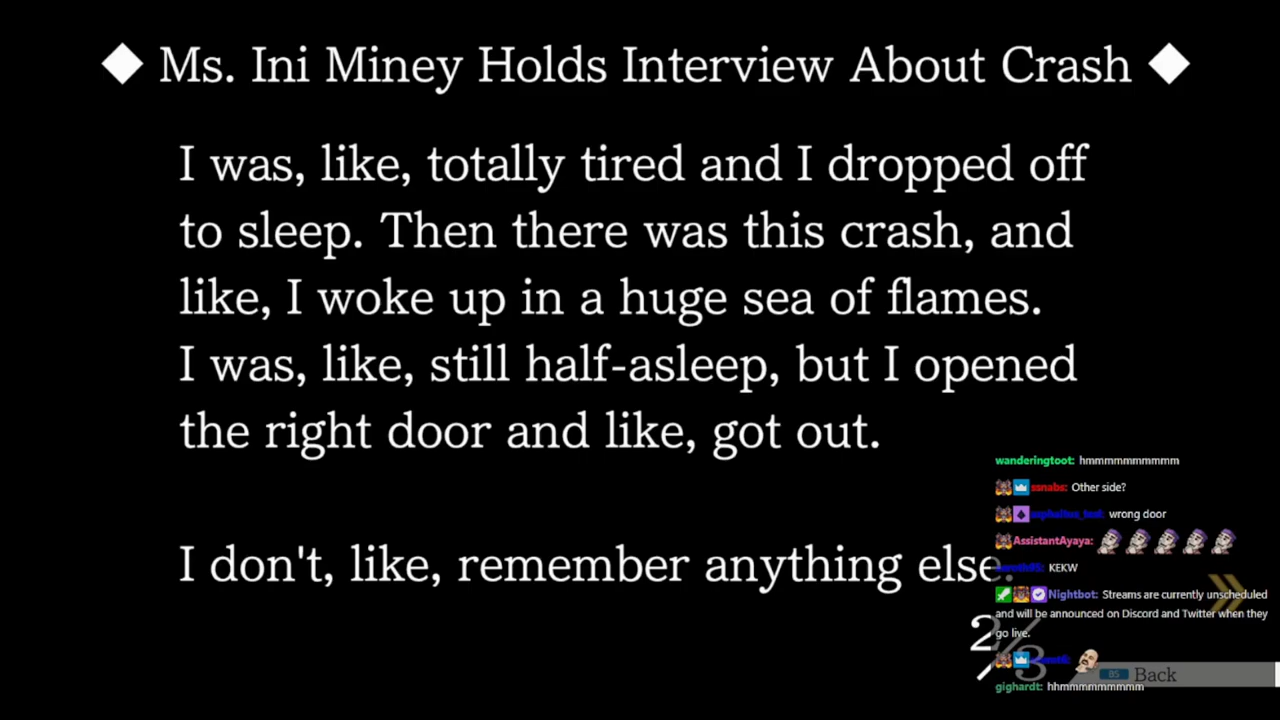 ◆ Ms. Ini Miney Holds Interview About Crash ◆
I was, like, totally tired and I dropped off
to sleep. Then there was this crash, and
like, I woke up in a huge sea of flames.
I was, like, still half-asleep, but I opened
the right door and like, got out.
I don't, like, remember anything else.
2/3
Back
wanderingtoot: hmmmmmmmmmm
ssnabs: Other side?
wrong door
AssistantAyaya:
KEKW
Nightbot: Streams are currently unscheduled
and will be announced on Discord and Twitter when they
go live.
gighardt: hhmmmmmmmmm